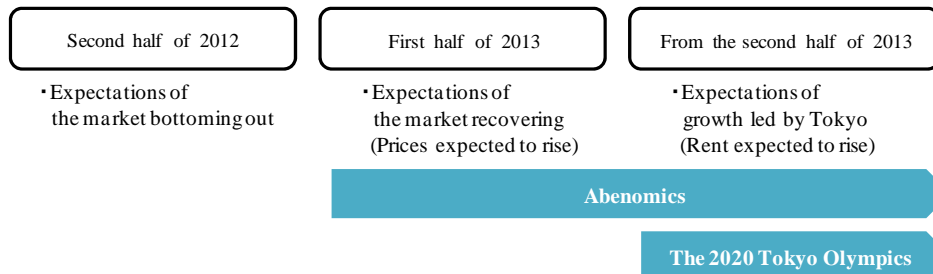 Second half of 2012
First half of 2013
From the second half of 2013
・Expectations of
the market bottoming out
・Expectations of
the market recovering
(Prices expected to rise)
・Expectations of
growth led by Tokyo
(Rent expected to rise)
Abenomics
The 2020 Tokyo Olympics